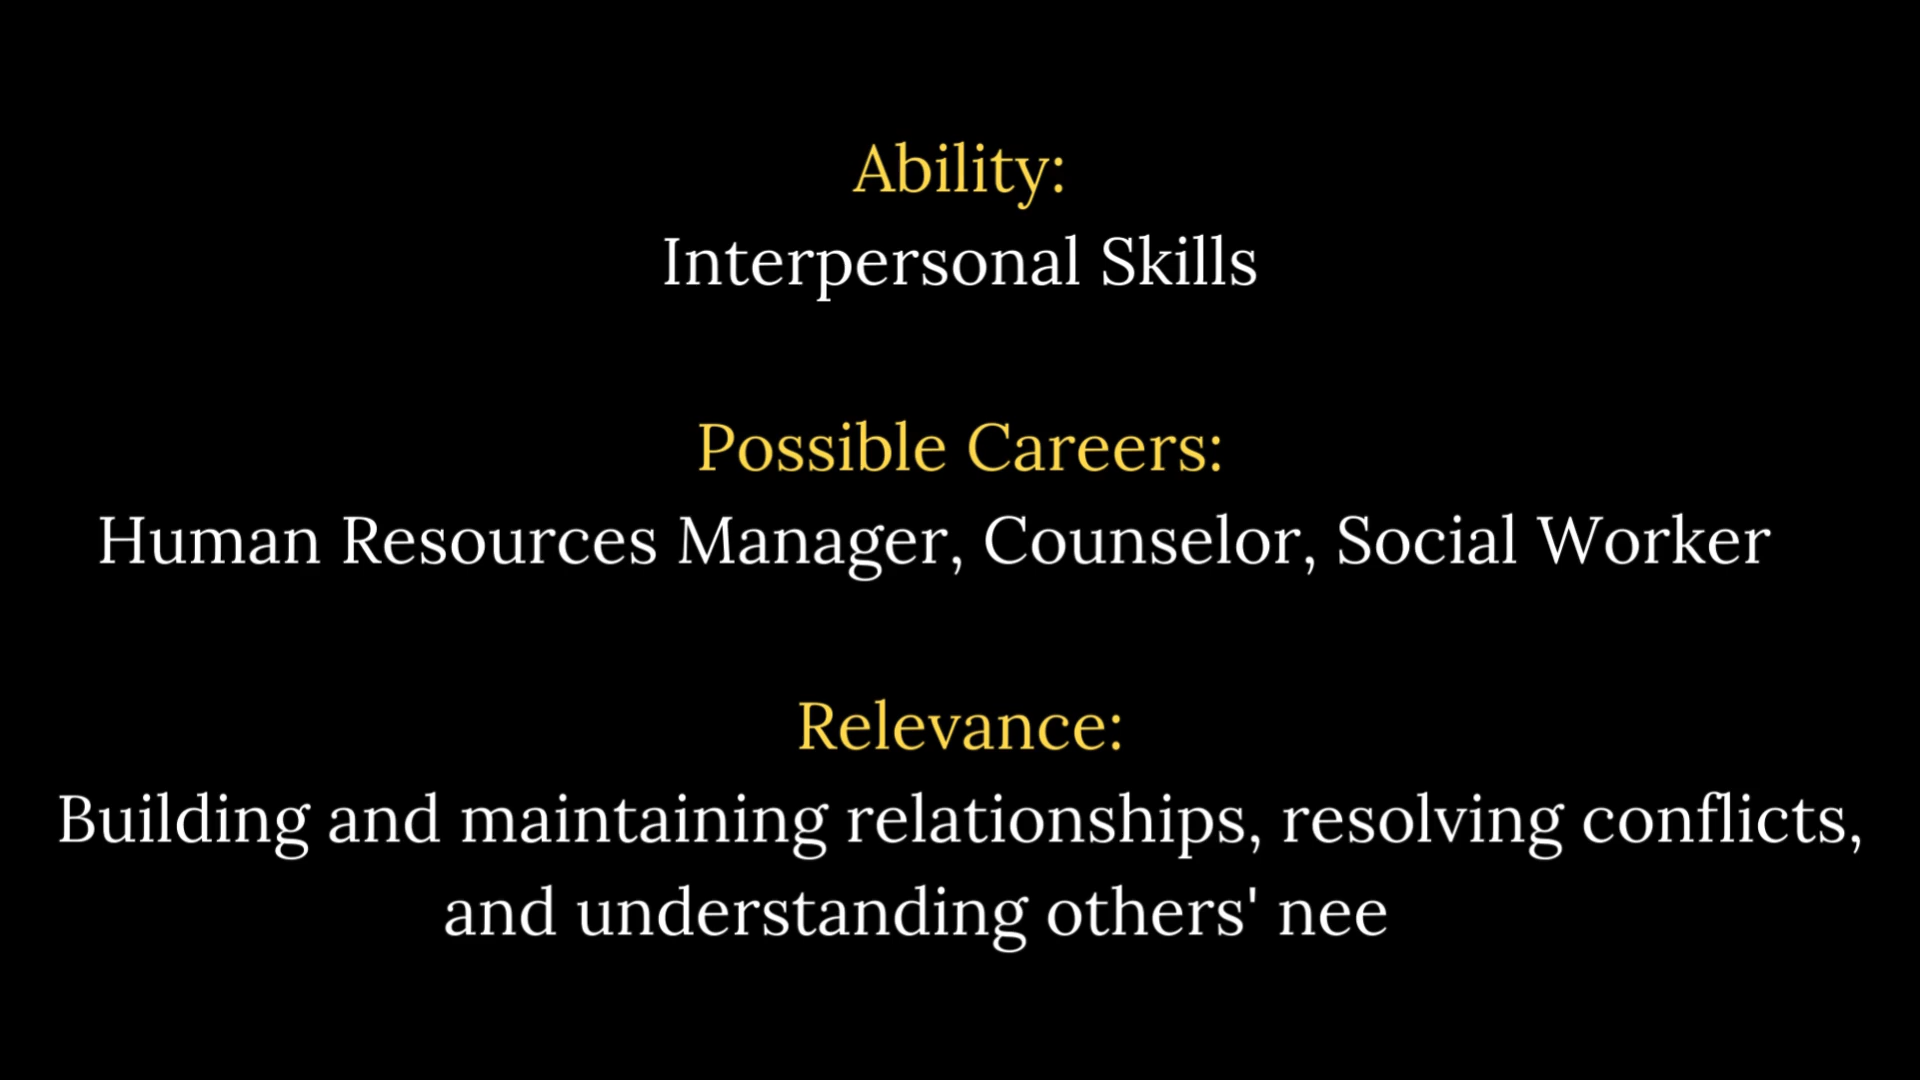 Ability:
Interpersonal Skills
Possible Careers:
Human Resources Manager, Counselor, Social Worker
Relevance:
Building and maintaining relationships, resolving conflicts,
and understanding others' nee